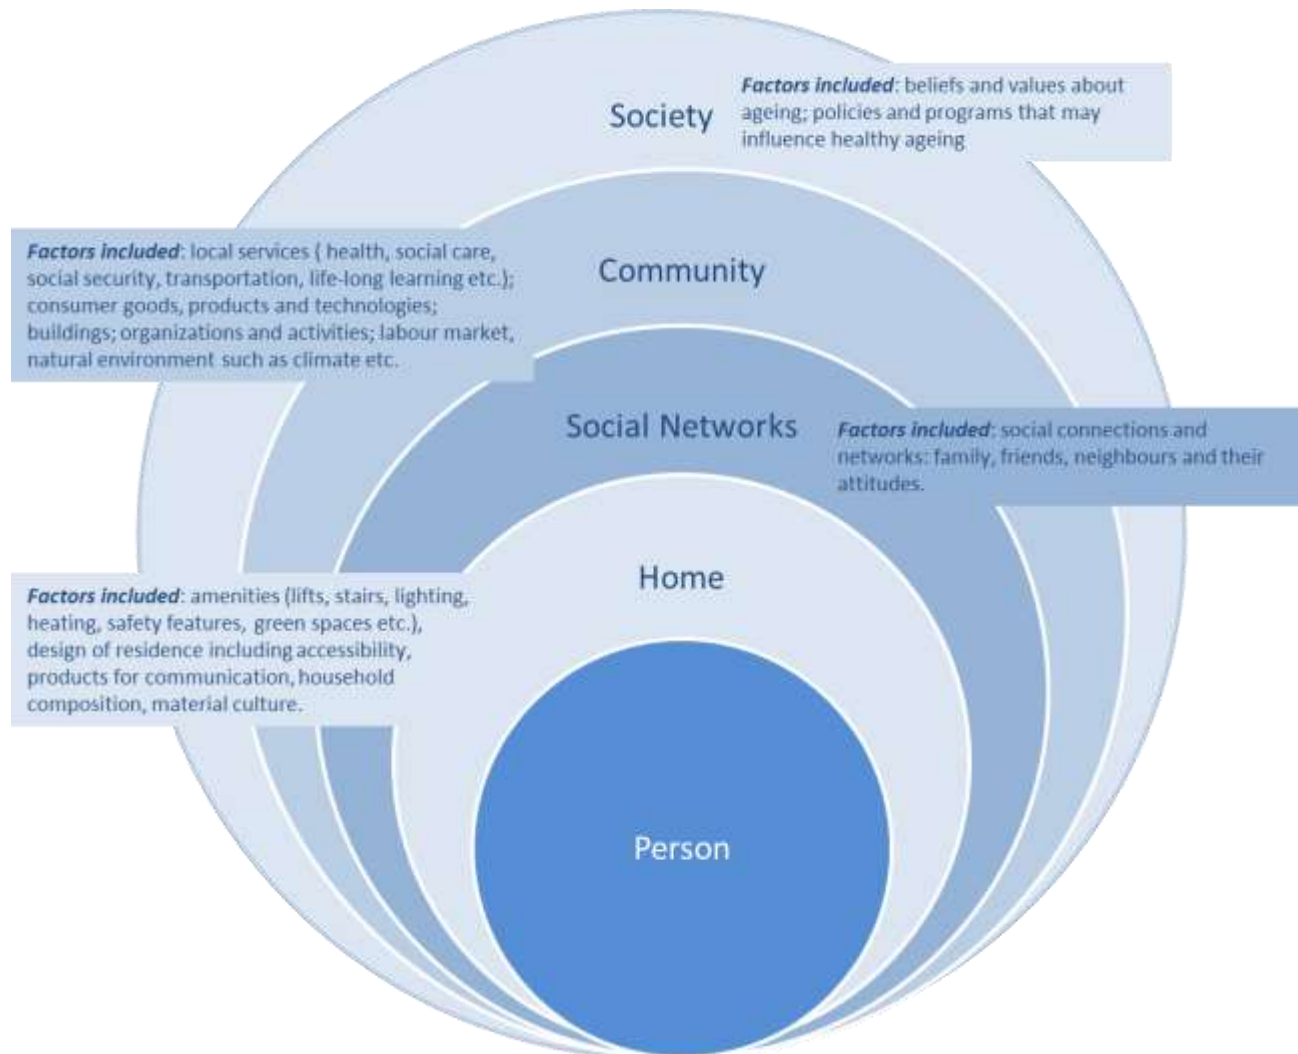 Society
Factors included: beliefs and values about
ageing; policies and programs that may
influence healthy ageing
Factors included: local services ( health, social care,
social security, transportation, life-long learning etc.);
consumer goods, products and technologies;
buildings; organizations and activities; labour market,
natural environment such as climate etc.
Community
Social Networks
Factors included: social connections and
networks: family, friends, neighbours and their
attitudes.
Home
Factors included: amenities (lifts, stairs, lighting,
heating, safety features, green spaces etc.),
design of residence including accessibility,
products for communication, household
composition, material culture.
Person